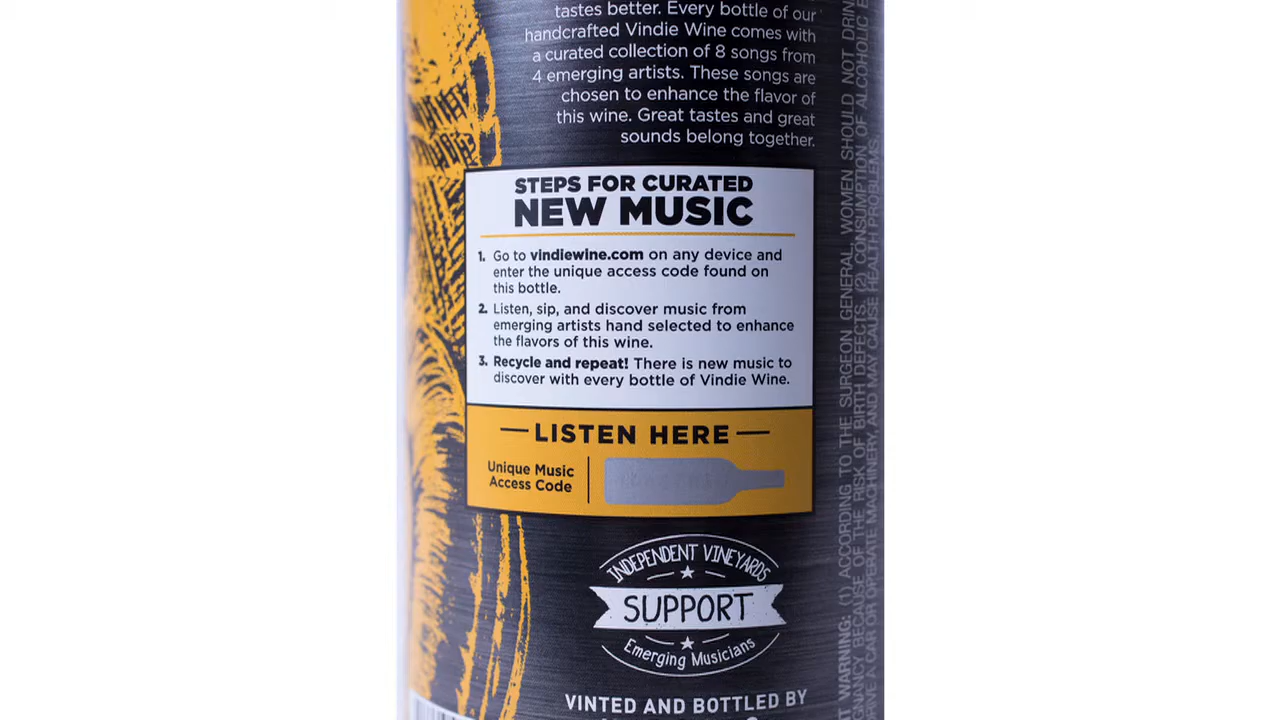 tastes better. Every bottle of our
handcrafted Vindie Wine comes with
a curated collection of 8 songs from
4 emerging artists. These songs are
chosen to enhance the flavor of
this wine. Great tastes and great
sounds belong together.
STEPS FOR CURATED
NEW MUSIC
1. Go to vindiewine.com on any device and
enter the unique access code found on
this bottle.
2. Listen, sip, and discover music from
emerging artists hand selected to enhance
the flavors of this wine.
3. Recycle and repeat! There is new music to
discover with every bottle of Vindie Wine.
LISTEN HERE
Unique Music
Access Code
INDEPENDENT VINEYARDS
SUPPORT
Emerging Musicians
VINTED AND BOTTLED BY
WARNING: (1) ACCORDING TO THE SURGEON GENERAL, WOMEN SHOULD NOT
BECAUSE OF THE RISK OF BIRTH DEFECTS. (2) CONSUMPTION OF ALCOHOLIC
A CAR OR OPERATE MACHINERY, AND MAY CAUSE HEALTH PROBLEMS.